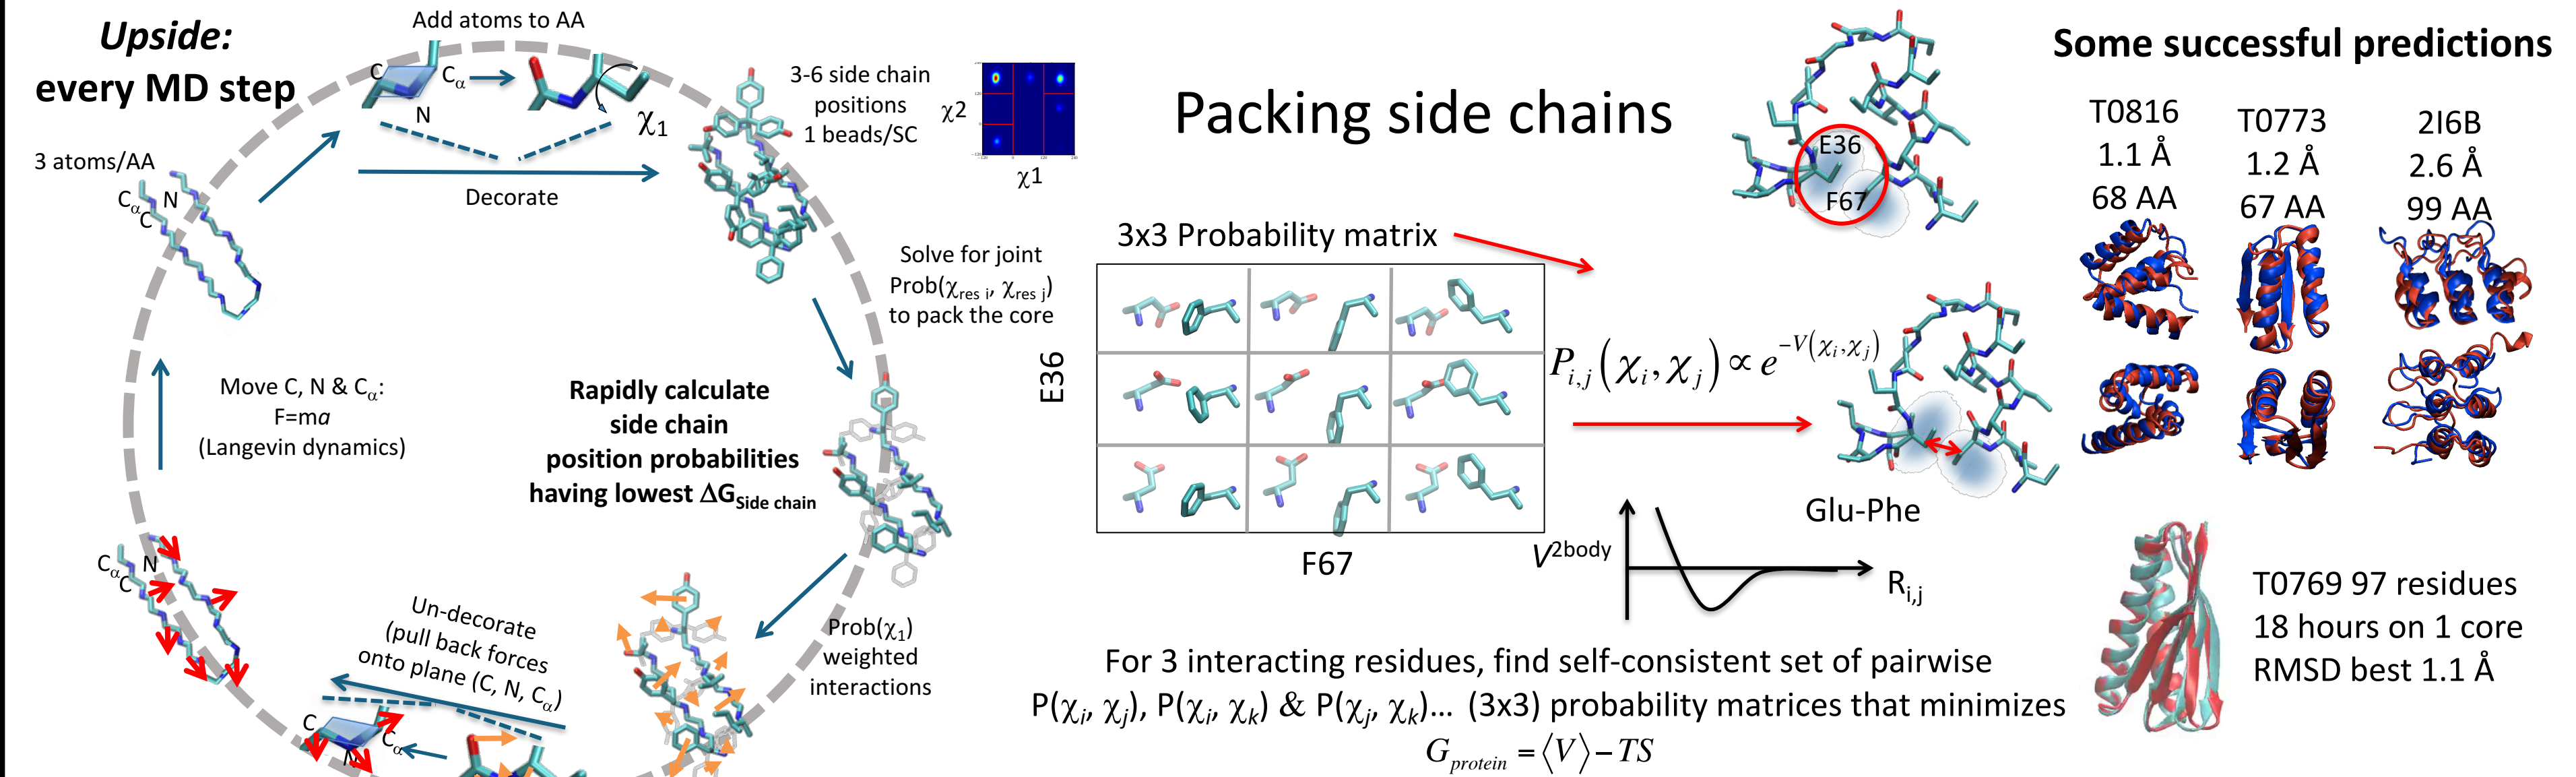 Upside:
every MD step
Add atoms to AA
C
Cα
N
χ1
Decorate
3 atoms/AA
Cα
C
N
3-6 side chain
positions
1 beads/SC
χ2
χ1
Solve for joint
Prob(χres i, χres j)
to pack the core
Move C, N & Cα:
F=ma
(Langevin dynamics)
Rapidly calculate
side chain
position probabilities
having lowest ΔGSide chain
Cα
C
N
Un-decorate
(pull back forces
onto plane (C, N, Cα)
C
Cα
N
Prob(χ1)
weighted
interactions
Packing side chains
E36
F67
3x3 Probability matrix
E36
F67
Pi,j(χi,χj) ∝ e^-V(χi,χj)
Glu-Phe
V2body
Ri,j
For 3 interacting residues, find self-consistent set of pairwise
P(χi, χj), P(χi, χk) & P(χj, χk)... (3x3) probability matrices that minimizes
Gprotein = ⟨V⟩ − TS
Some successful predictions
T0816
1.1 Å
68 AA
T0773
1.2 Å
67 AA
2I6B
2.6 Å
99 AA
T0769 97 residues
18 hours on 1 core
RMSD best 1.1 Å